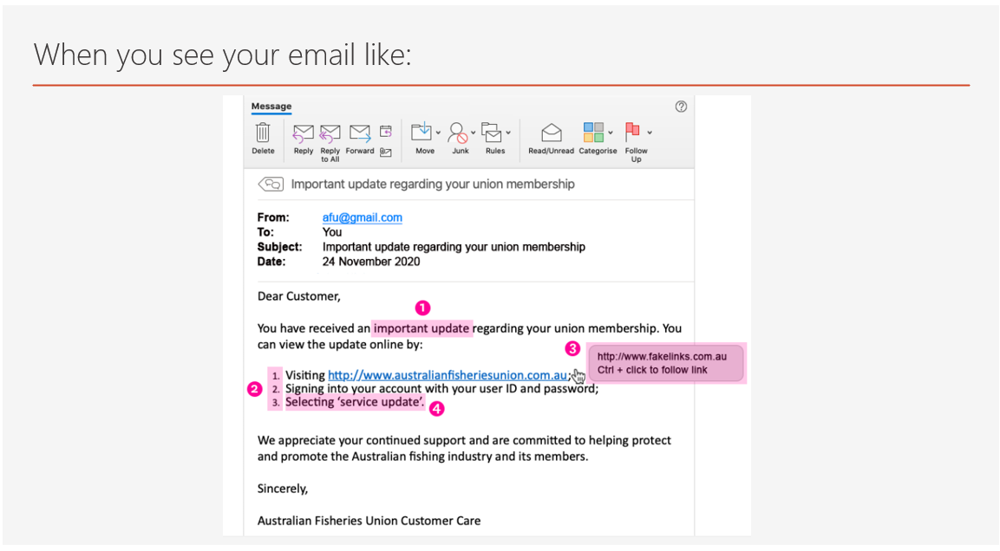 When you see your email like:
Message
Delete Reply Reply to All Forward Move Junk Rules Read/Unread Categorise Follow Up
Important update regarding your union membership
From: afu@gmail.com
To: You
Subject: Important update regarding your union membership
Date: 24 November 2020
Dear Customer,
1
You have received an important update regarding your union membership. You
can view the update online by:
3
http://www.fakelinks.com.au
Ctrl + click to follow link
1. Visiting http://www.australianfisheriesunion.com.au;
2
2. Signing into your account with your user ID and password;
3. Selecting ‘service update’.
4
We appreciate your continued support and are committed to helping protect
and promote the Australian fishing industry and its members.
Sincerely,
Australian Fisheries Union Customer Care